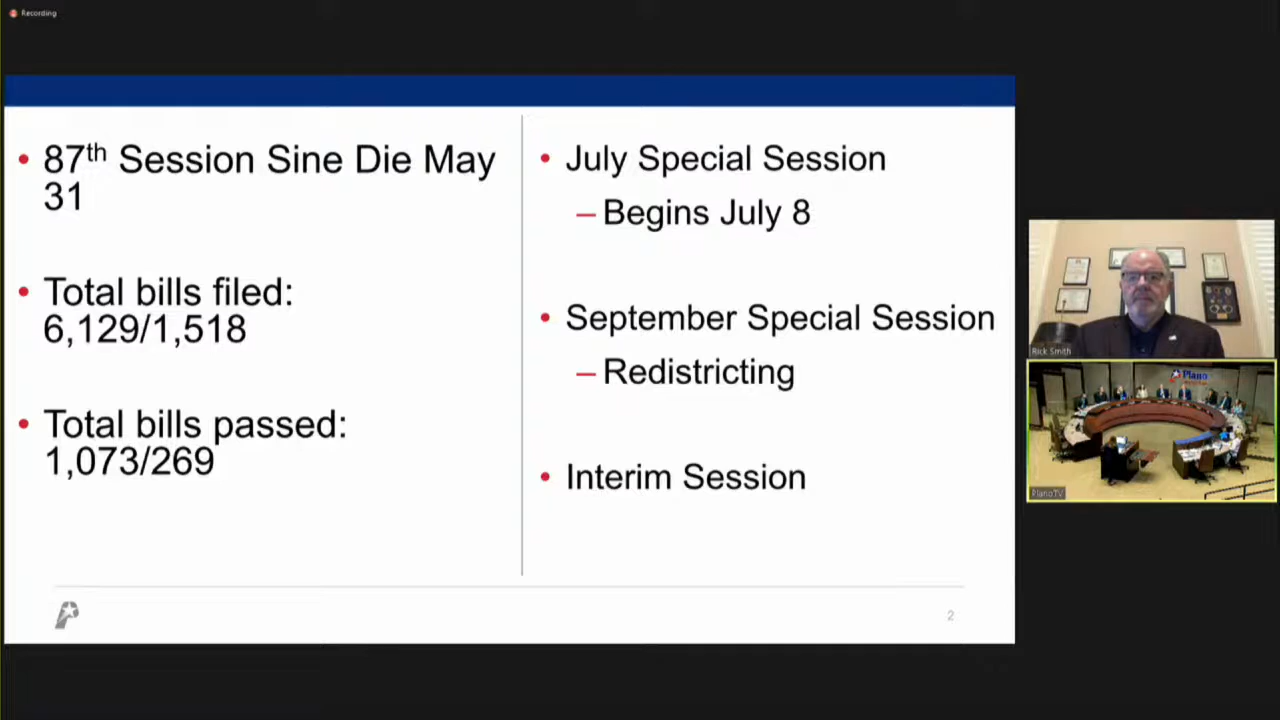 Recording
• 87th Session Sine Die May
31
• Total bills filed:
6,129/1,518
• Total bills passed:
1,073/269
• July Special Session
– Begins July 8
• September Special Session
– Redistricting
• Interim Session
2
Rick Smith
Plano
PlanoTV